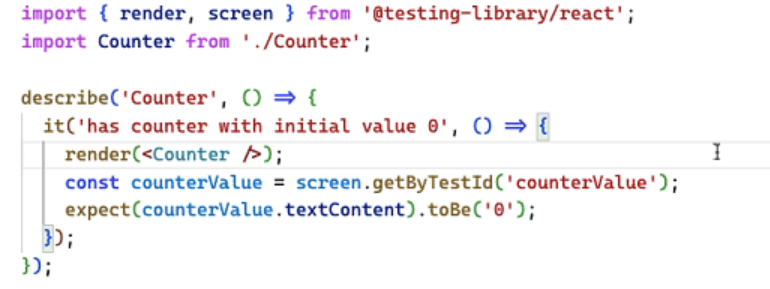 import { render, screen } from '@testing-library/react';
import Counter from './Counter';
describe('Counter', () => {
it('has counter with initial value 0', () => {
render(<Counter />);
const counterValue = screen.getByTestId('counterValue');
expect(counterValue.textContent).toBe('0');
});
});